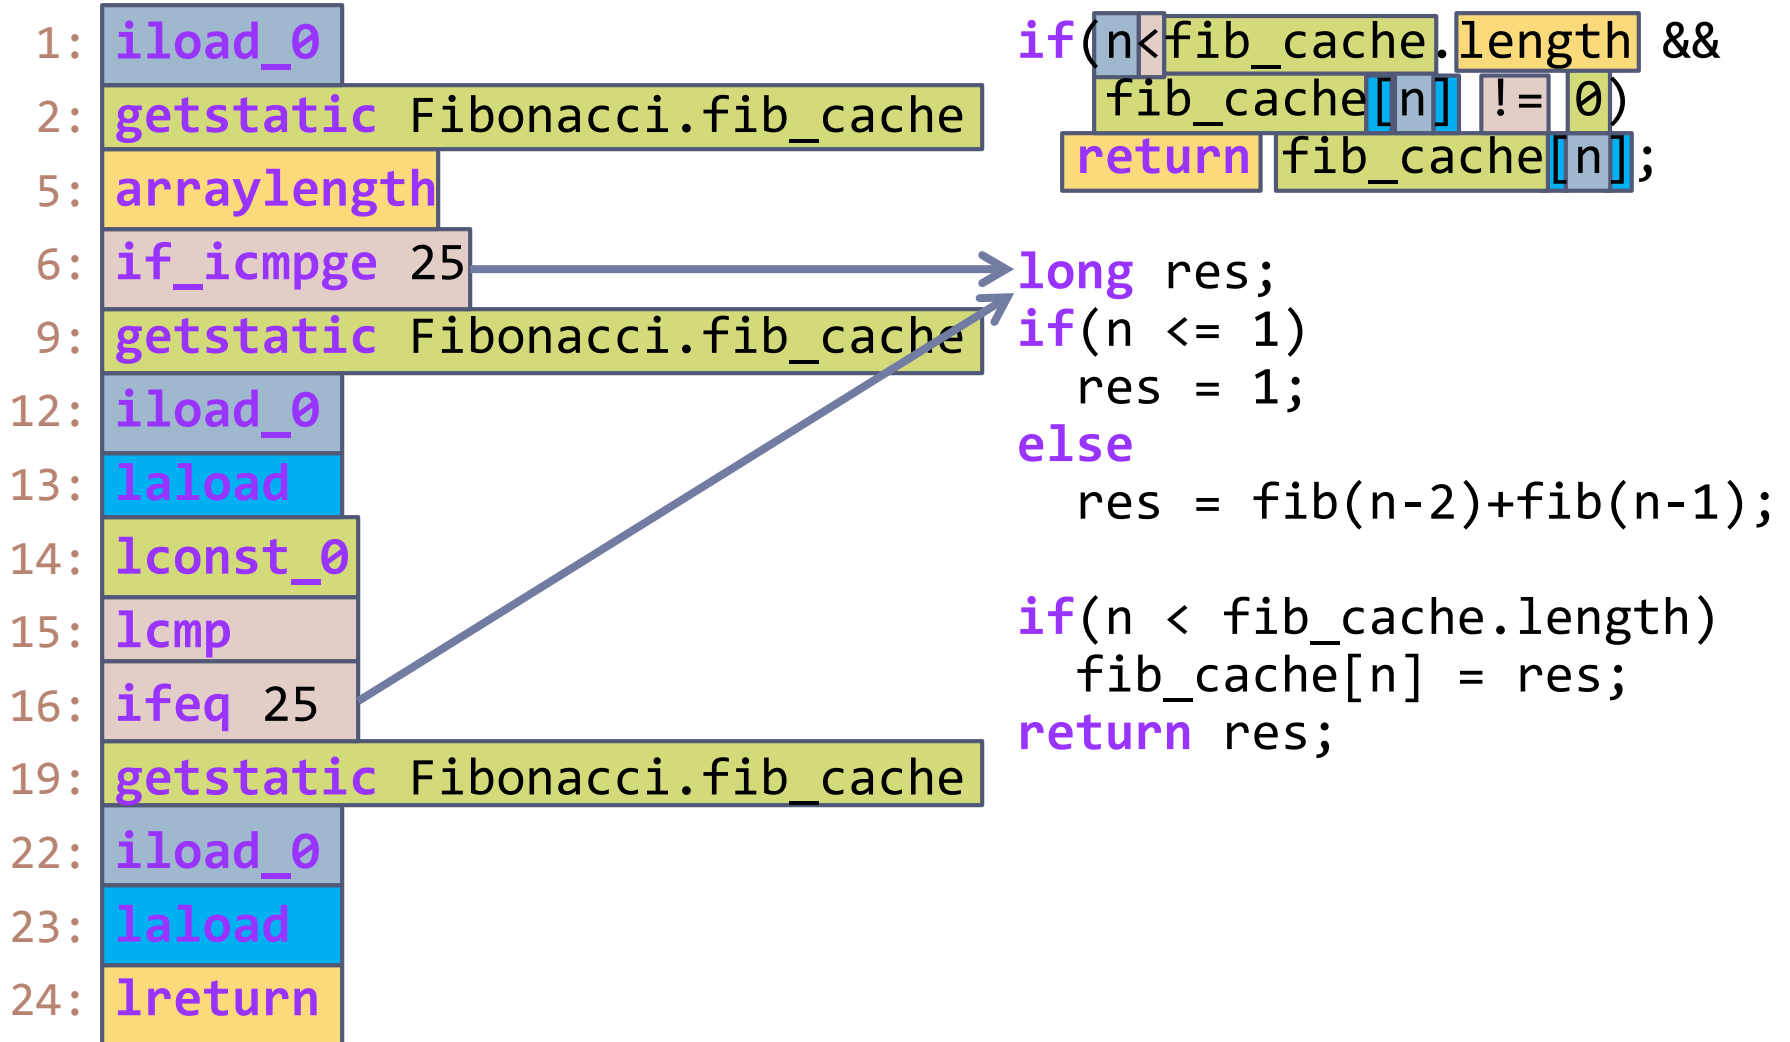 1: iload_0
2: getstatic Fibonacci.fib_cache
5: arraylength
6: if_icmpge 25
9: getstatic Fibonacci.fib_cache
12: iload_0
13: laload
14: lconst_0
15: lcmp
16: ifeq 25
19: getstatic Fibonacci.fib_cache
22: iload_0
23: laload
24: lreturn
if(n<fib_cache.length &&
fib_cache[n] != 0)
return fib_cache[n];
long res;
if(n <= 1)
res = 1;
else
res = fib(n-2)+fib(n-1);
if(n < fib_cache.length)
fib_cache[n] = res;
return res;